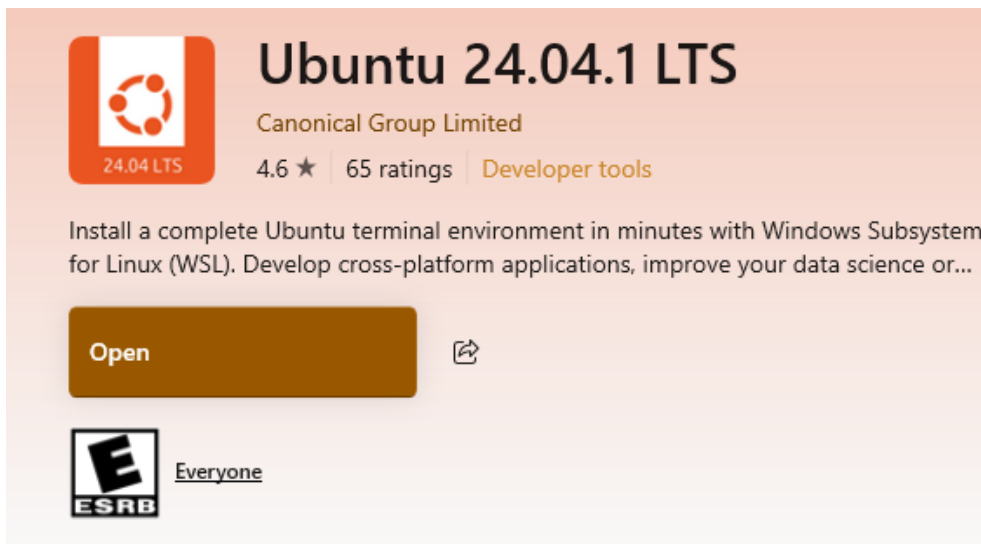 24.04 LTS
Ubuntu 24.04.1 LTS
Canonical Group Limited
4.6 ★ 65 ratings Developer tools
Install a complete Ubuntu terminal environment in minutes with Windows Subsystem
for Linux (WSL). Develop cross-platform applications, improve your data science or...
Open
E
ESRB
Everyone